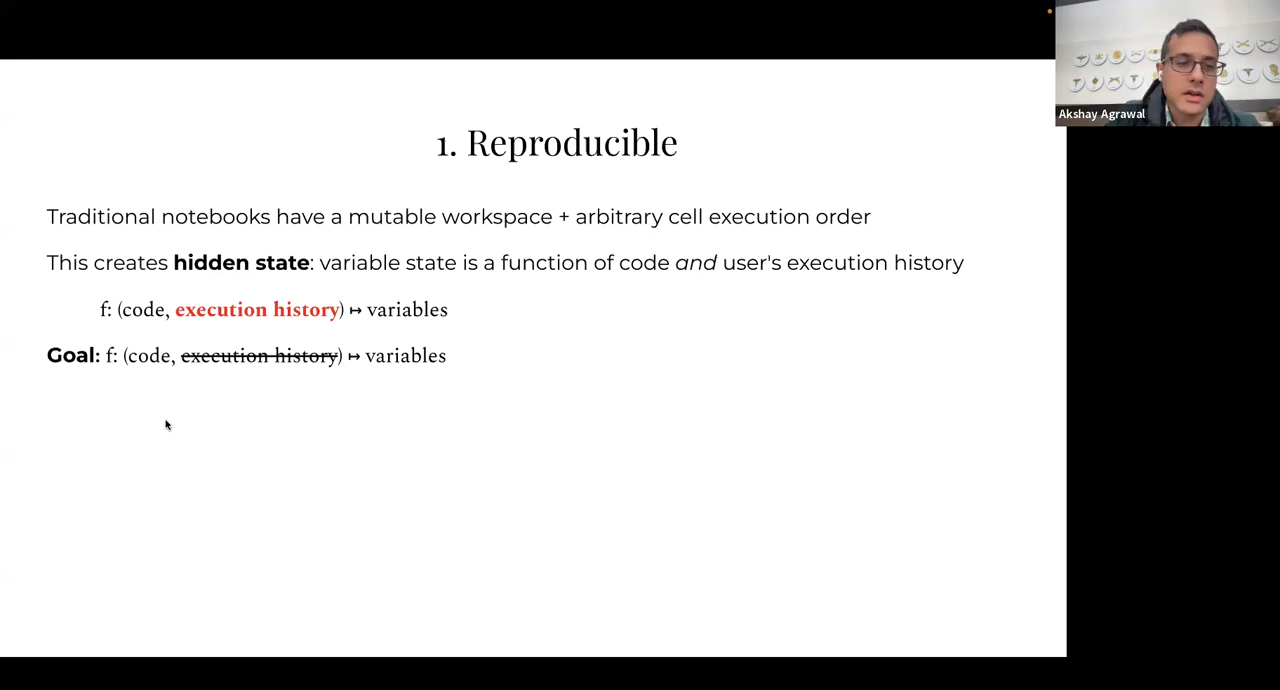 1. Reproducible
Traditional notebooks have a mutable workspace + arbitrary cell execution order
This creates hidden state: variable state is a function of code and user's execution history
f: (code, execution history) ↦ variables
Goal: f: (code, execution history) ↦ variables
Akshay Agrawal